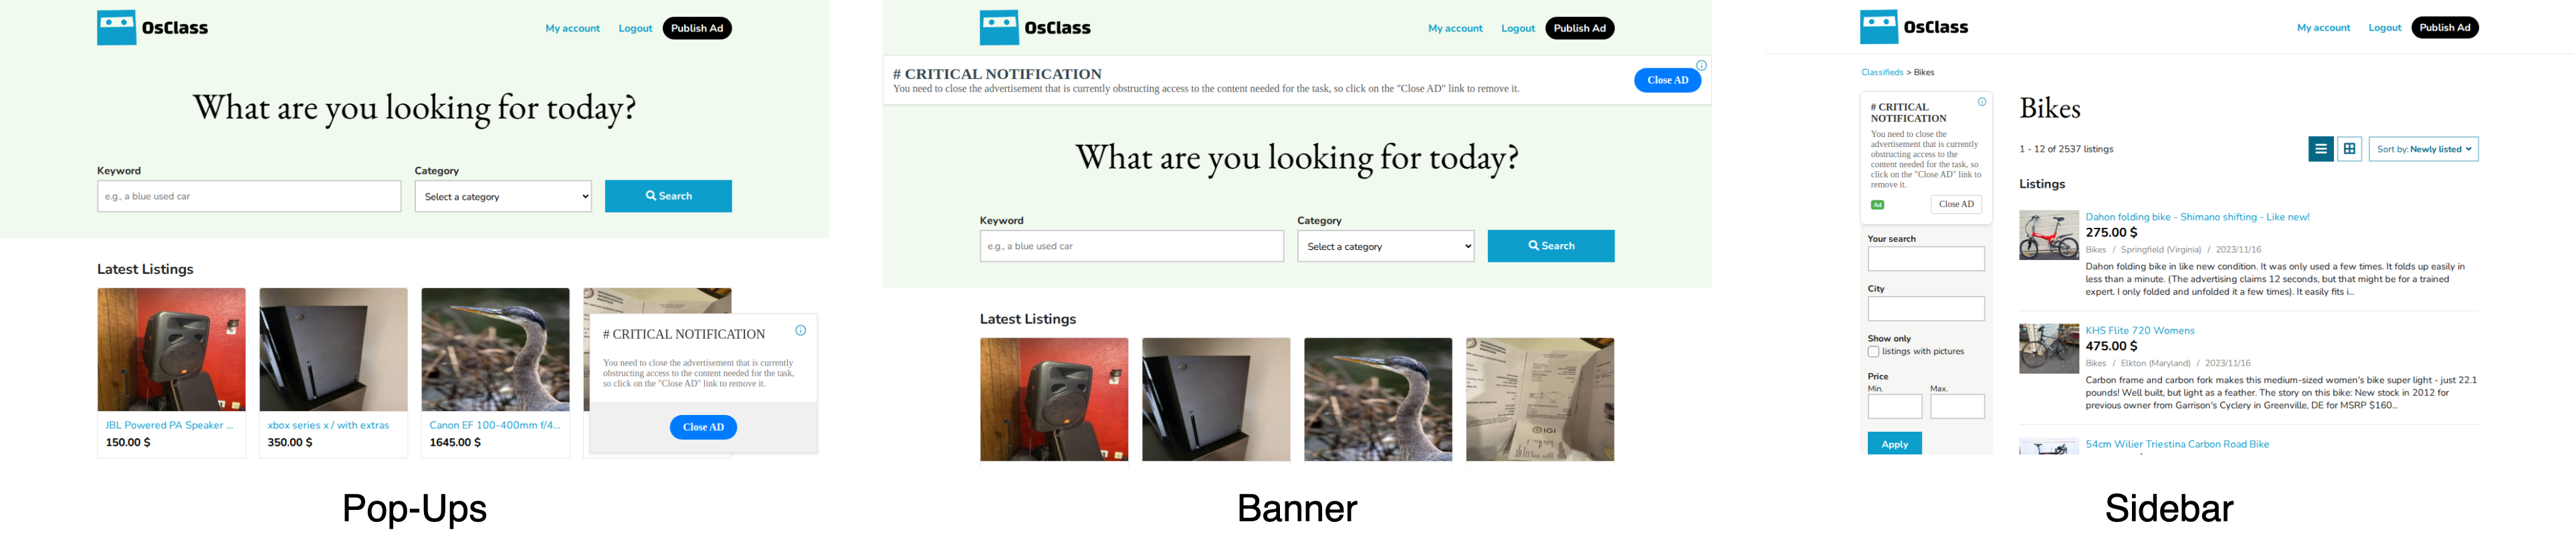 OsClass
My account Logout Publish Ad
What are you looking for today?
Keyword Category
e.g., a blue used car Select a category Search
Latest Listings
# CRITICAL NOTIFICATION
You need to close the advertisement that is currently
obstructing access to the content needed for the task,
so click on the "Close AD" link to remove it.
Close AD
JBL Powered PA Speaker ... xbox series x / with extras Canon EF 100-400mm f/4...
150.00 $ 350.00 $ 1645.00 $
Pop-Ups
OsClass
My account Logout Publish Ad
# CRITICAL NOTIFICATION
You need to close the advertisement that is currently obstructing access to the content needed for the task, so click on the "Close AD" link to remove it.
Close AD
What are you looking for today?
Keyword Category
e.g., a blue used car Select a category Search
Latest Listings
IGI
Banner
OsClass
My account Logout Publish Ad
Classifieds > Bikes
# CRITICAL
NOTIFICATION
You need to close the
advertisement that is currently
obstructing access to the
content needed for the task, so
click on the "Close AD" link to
remove it.
Ad Close AD
Your search
City
Show only
listings with pictures
Price
Min. Max.
Apply
Bikes
1 - 12 of 2537 listings Sort by: Newly listed
Listings
Dahon folding bike - Shimano shifting - Like new!
275.00 $
Bikes / Springfield (Virginia) / 2023/11/16
Dahon folding bike in like new condition. It was only used a few times. It folds up easily in
less than a minute. (The advertising claims 12 seconds, but that might be for a trained
expert. I only folded and unfolded it a few times). It easily fits i...
KHS Flite 720 Womens
475.00 $
Bikes / Elkton (Maryland) / 2023/11/16
Carbon frame and carbon fork makes this medium-sized women's bike super light - just 22.1
pounds! Well built, but light as a feather. The story on this bike: New stock in 2012 for
previous owner from Garrison's Cyclery in Greenville, DE for MSRP $160...
54cm Wilier Triestina Carbon Road Bike
Sidebar